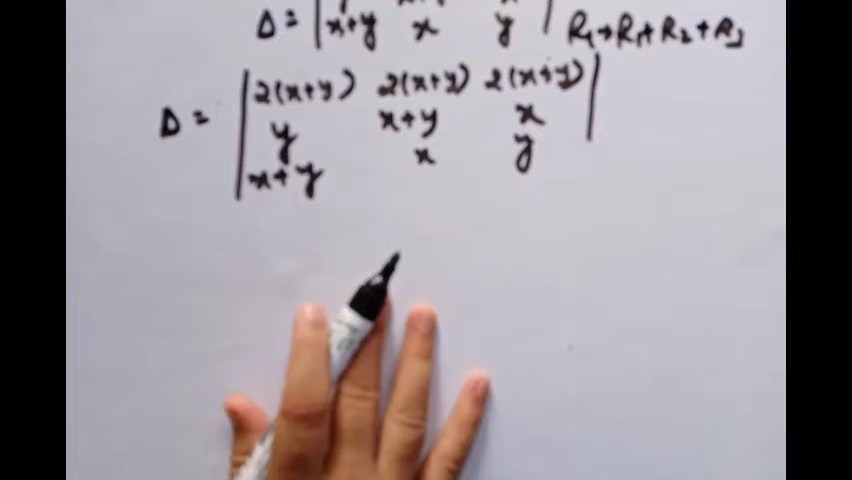 Δ = | x+y x y | R₁→R₁+R₂+R₃
Δ = | 2(x+y) 2(x+y) 2(x+y) |
y x+y x
x+y x y